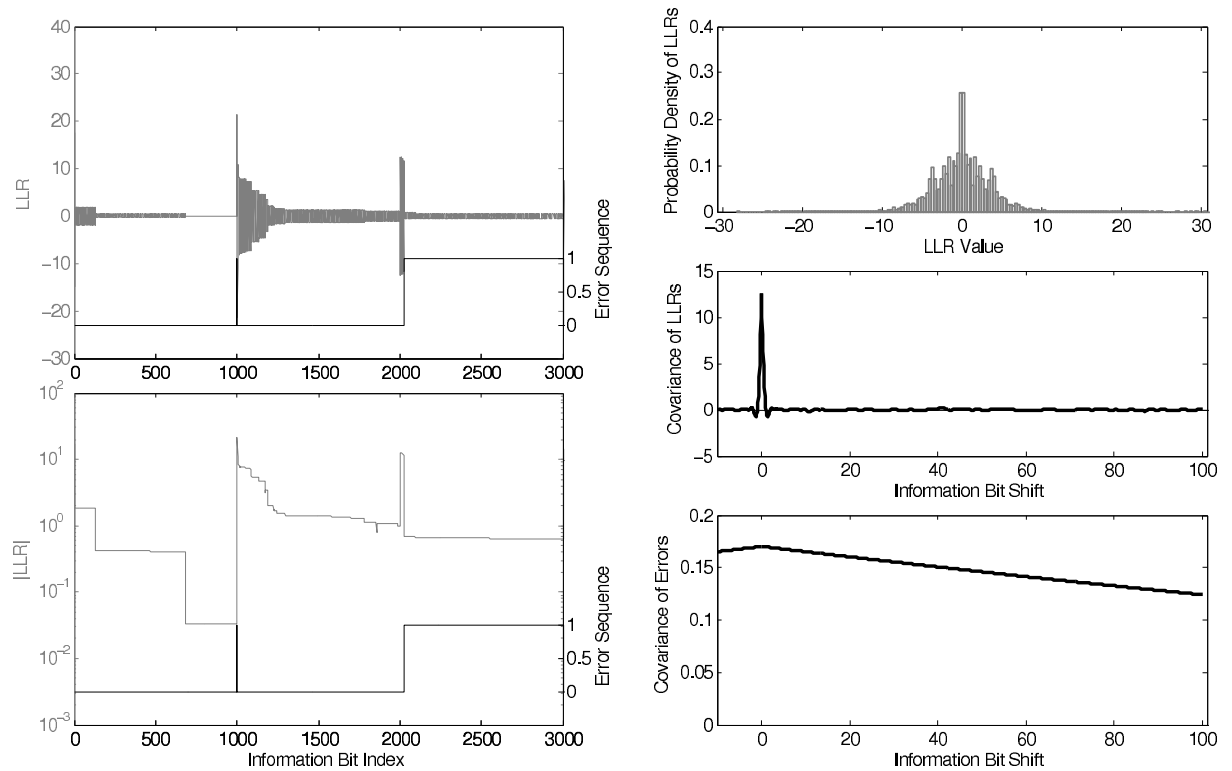 40
30
20
10
0
−10
−20
−30
LLR
1
0.5
0
Error Sequence
0 500 1000 1500 2000 2500 3000
10^2
10^1
10^0
10^−1
10^−2
10^−3
|LLR|
1
0.5
0
Error Sequence
0 500 1000 1500 2000 2500 3000
Information Bit Index
0.4
0.3
0.2
0.1
0
Probability Density of LLRs
−30 −20 −10 0 10 20 30
LLR Value
15
10
5
0
−5
Covariance of LLRs
0 20 40 60 80 100
Information Bit Shift
0.2
0.15
0.1
0.05
0
Covariance of Errors
0 20 40 60 80 100
Information Bit Shift